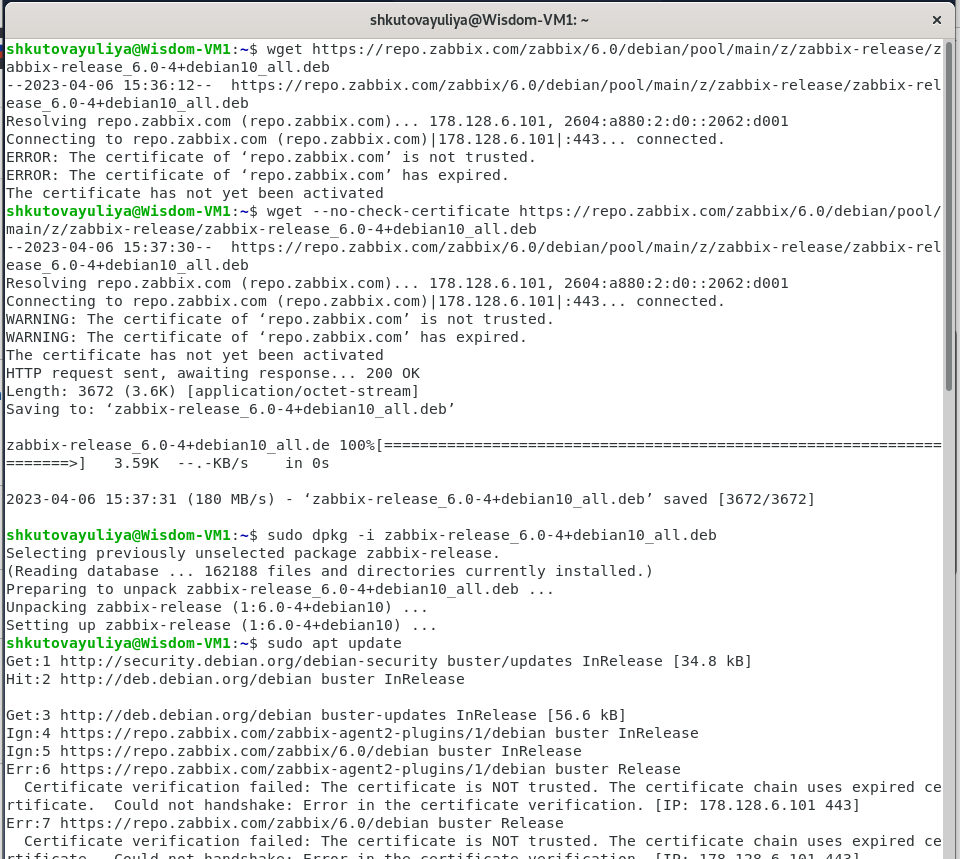 shkutovayuliya@Wisdom-VM1: ~
shkutovayuliya@Wisdom-VM1:~$ wget https://repo.zabbix.com/zabbix/6.0/debian/pool/main/z/zabbix-release/z
abbix-release_6.0-4+debian10_all.deb
--2023-04-06 15:36:12--  https://repo.zabbix.com/zabbix/6.0/debian/pool/main/z/zabbix-release/zabbix-rel
ease_6.0-4+debian10_all.deb
Resolving repo.zabbix.com (repo.zabbix.com)... 178.128.6.101, 2604:a880:2:d0::2062:d001
Connecting to repo.zabbix.com (repo.zabbix.com)|178.128.6.101|:443... connected.
ERROR: The certificate of ‘repo.zabbix.com’ is not trusted.
ERROR: The certificate of ‘repo.zabbix.com’ has expired.
The certificate has not yet been activated
shkutovayuliya@Wisdom-VM1:~$ wget --no-check-certificate https://repo.zabbix.com/zabbix/6.0/debian/pool/
main/z/zabbix-release/zabbix-release_6.0-4+debian10_all.deb
--2023-04-06 15:37:30--  https://repo.zabbix.com/zabbix/6.0/debian/pool/main/z/zabbix-release/zabbix-rel
ease_6.0-4+debian10_all.deb
Resolving repo.zabbix.com (repo.zabbix.com)... 178.128.6.101, 2604:a880:2:d0::2062:d001
Connecting to repo.zabbix.com (repo.zabbix.com)|178.128.6.101|:443... connected.
WARNING: The certificate of ‘repo.zabbix.com’ is not trusted.
WARNING: The certificate of ‘repo.zabbix.com’ has expired.
The certificate has not yet been activated
HTTP request sent, awaiting response... 200 OK
Length: 3672 (3.6K) [application/octet-stream]
Saving to: ‘zabbix-release_6.0-4+debian10_all.deb’
zabbix-release_6.0-4+debian10_all.de 100%[==============================================================
=======>]   3.59K  --.-KB/s    in 0s
2023-04-06 15:37:31 (180 MB/s) - ‘zabbix-release_6.0-4+debian10_all.deb’ saved [3672/3672]
shkutovayuliya@Wisdom-VM1:~$ sudo dpkg -i zabbix-release_6.0-4+debian10_all.deb
Selecting previously unselected package zabbix-release.
(Reading database ... 162188 files and directories currently installed.)
Preparing to unpack zabbix-release_6.0-4+debian10_all.deb ...
Unpacking zabbix-release (1:6.0-4+debian10) ...
Setting up zabbix-release (1:6.0-4+debian10) ...
shkutovayuliya@Wisdom-VM1:~$ sudo apt update
Get:1 http://security.debian.org/debian-security buster/updates InRelease [34.8 kB]
Hit:2 http://deb.debian.org/debian buster InRelease
Get:3 http://deb.debian.org/debian buster-updates InRelease [56.6 kB]
Ign:4 https://repo.zabbix.com/zabbix-agent2-plugins/1/debian buster InRelease
Ign:5 https://repo.zabbix.com/zabbix/6.0/debian buster InRelease
Err:6 https://repo.zabbix.com/zabbix-agent2-plugins/1/debian buster Release
  Certificate verification failed: The certificate is NOT trusted. The certificate chain uses expired ce
rtificate.  Could not handshake: Error in the certificate verification. [IP: 178.128.6.101 443]
Err:7 https://repo.zabbix.com/zabbix/6.0/debian buster Release
  Certificate verification failed: The certificate is NOT trusted. The certificate chain uses expired ce
rtificate.  Could not handshake: Error in the certificate verification. [IP: 178.128.6.101 443]